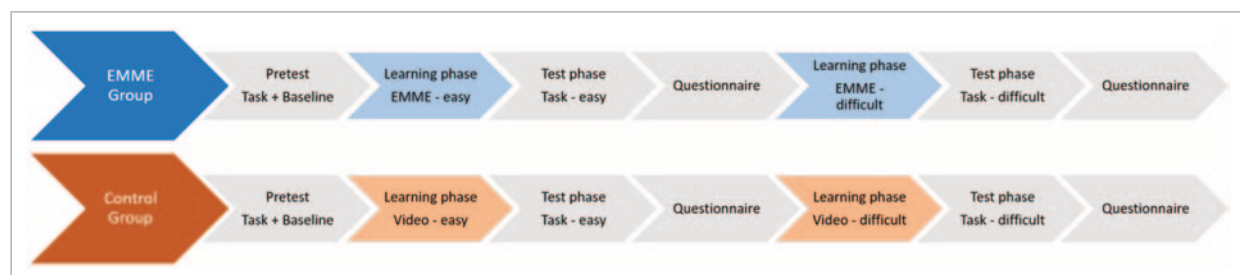 EMME
Group
Pretest
Task + Baseline
Learning phase
EMME - easy
Test phase
Task - easy
Questionnaire
Learning phase
EMME -
difficult
Test phase
Task - difficult
Questionnaire
Control
Group
Pretest
Task + Baseline
Learning phase
Video - easy
Test phase
Task - easy
Questionnaire
Learning phase
Video - difficult
Test phase
Task - difficult
Questionnaire